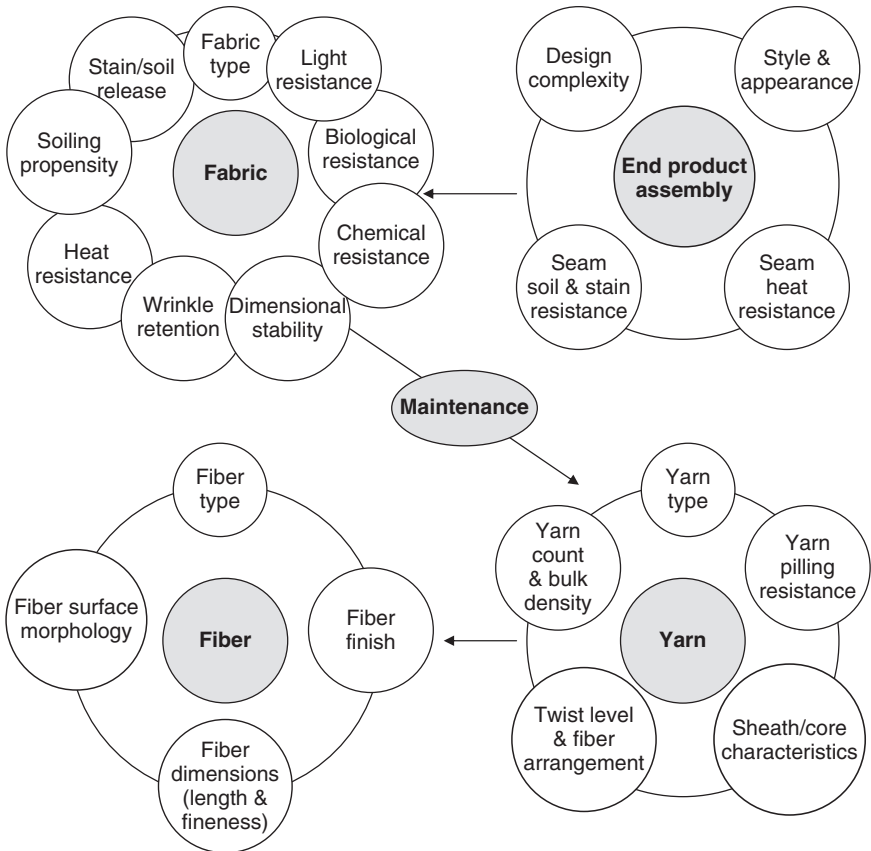 Fabric
type
Light
resistance
Stain/soil
release
Soiling
propensity
Fabric
Biological
resistance
Chemical
resistance
Heat
resistance
Wrinkle
retention
Dimensional
stability
Design
complexity
Style &
appearance
End product
assembly
Seam
soil & stain
resistance
Seam
heat
resistance
Maintenance
Fiber
type
Fiber surface
morphology
Fiber
Fiber
finish
Fiber
dimensions
(length &
fineness)
Yarn
type
Yarn
count
& bulk
density
Yarn
pilling
resistance
Yarn
Twist level
& fiber
arrangement
Sheath/core
characteristics